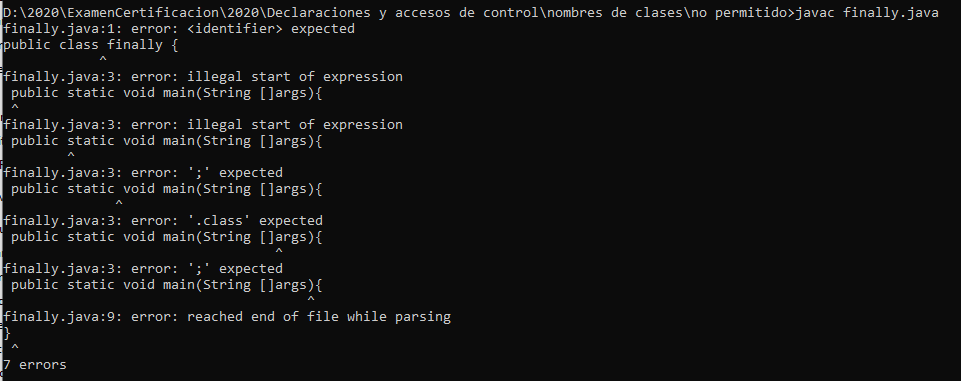 D:\2020\ExamenCertificacion\2020\Declaraciones y accesos de control\nombres de clases\no permitido>javac finally.java
finally.java:1: error: <identifier> expected
public class finally {
^
finally.java:3: error: illegal start of expression
public static void main(String []args){
^
finally.java:3: error: illegal start of expression
public static void main(String []args){
^
finally.java:3: error: ';' expected
public static void main(String []args){
^
finally.java:3: error: '.class' expected
public static void main(String []args){
^
finally.java:3: error: ';' expected
public static void main(String []args){
^
finally.java:9: error: reached end of file while parsing
}
^
7 errors